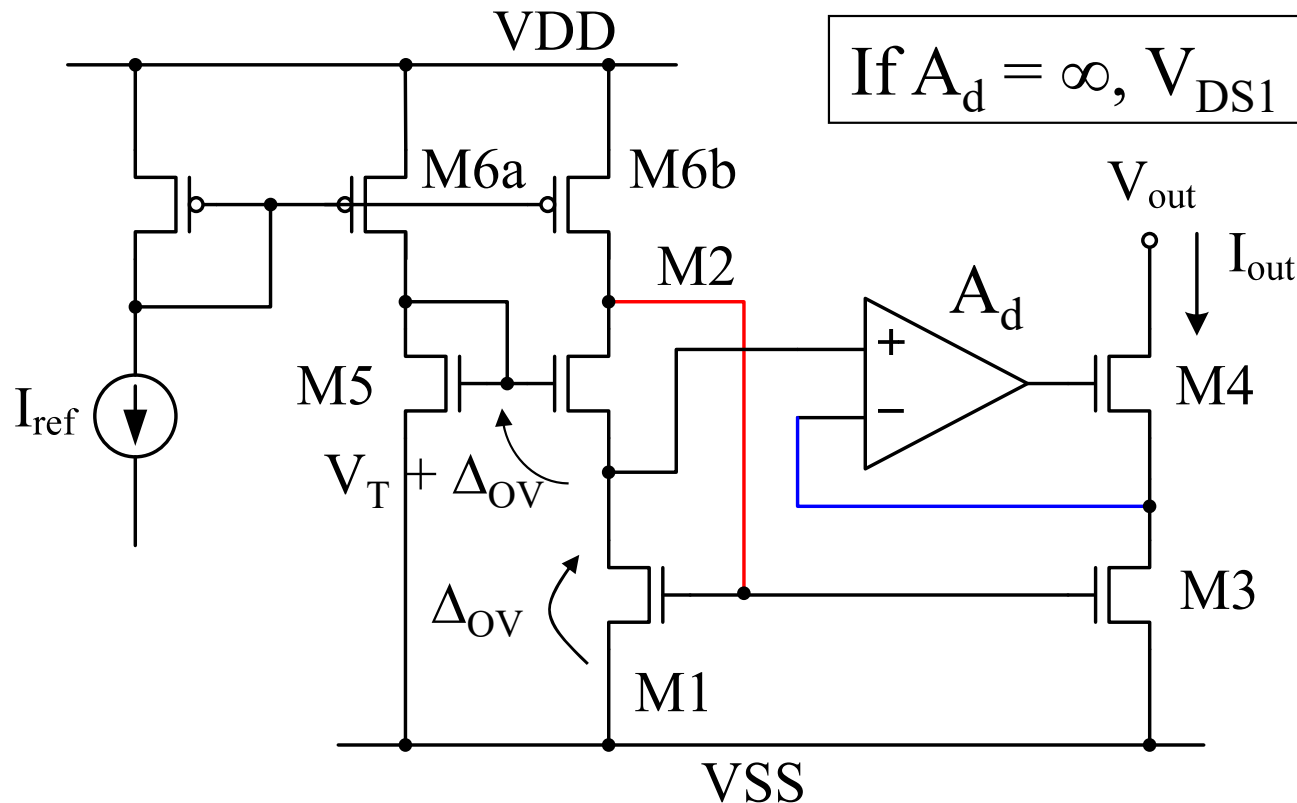 VDD
If A_d = ∞, V_DS1
M6a
M6b
V_out
M2
I_out
A_d
+
M5
M4
I_ref
−
V_T + Δ_OV
M3
Δ_OV
M1
VSS